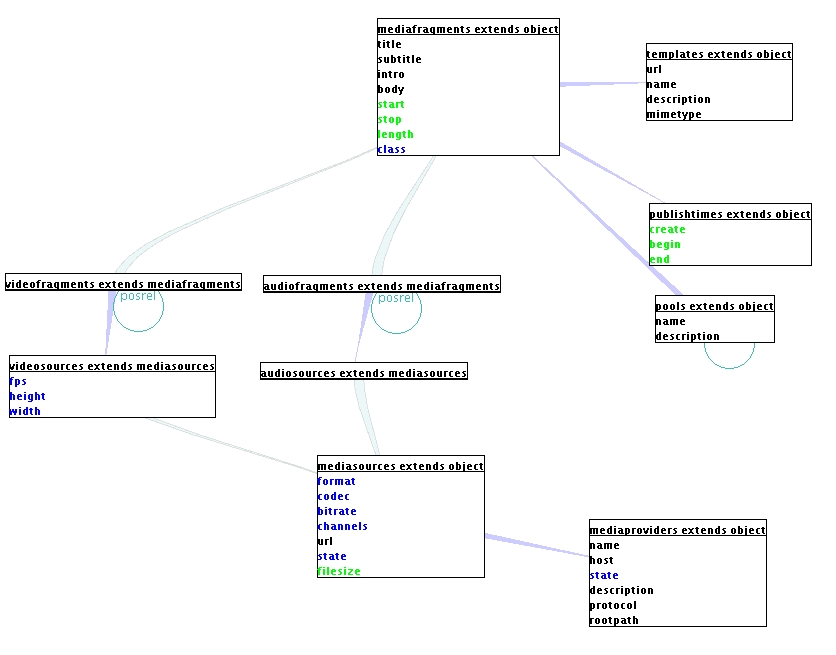 mediafragments extends object
title
subtitle
intro
body
start
stop
length
class
templates extends object
url
name
description
mimetype
publishtimes extends object
create
begin
end
videofragments extends mediafragments
posrel
audiofragments extends mediafragments
posrel
pools extends object
name
description
videosources extends mediasources
fps
height
width
audiosources extends mediasources
mediasources extends object
format
codec
bitrate
channels
url
state
filesize
mediaproviders extends object
name
host
state
description
protocol
rootpath